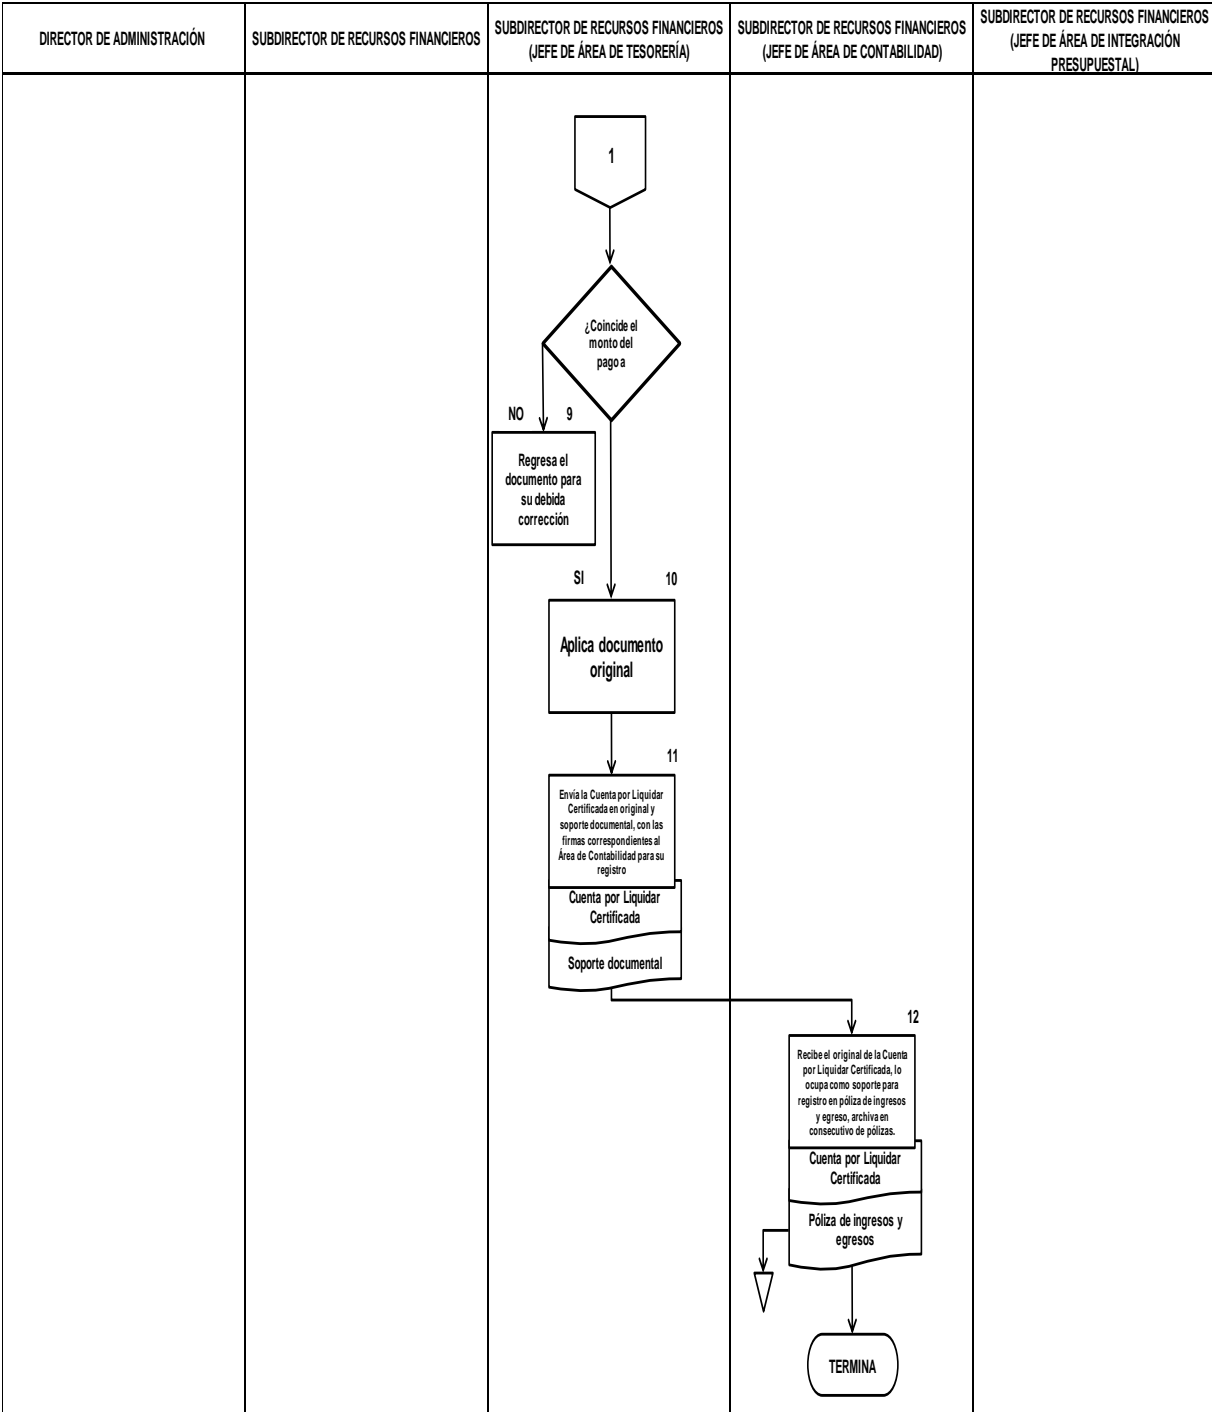 DIRECTOR DE ADMINISTRACIÓN
SUBDIRECTOR DE RECURSOS FINANCIEROS
SUBDIRECTOR DE RECURSOS FINANCIEROS
(JEFE DE ÁREA DE TESORERÍA)
SUBDIRECTOR DE RECURSOS FINANCIEROS
(JEFE DE ÁREA DE CONTABILIDAD)
SUBDIRECTOR DE RECURSOS FINANCIEROS
(JEFE DE ÁREA DE INTEGRACIÓN
PRESUPUESTAL)
1
¿Coincide el
monto del
pago a
NO
9
Regresa el
documento para
su debida
corrección
SI
10
Aplica documento
original
11
Envía la Cuenta por Liquidar
Certificada en original y
soporte documental, con las
firmas correspondientes al
Área de Contabilidad para su
registro
Cuenta por Liquidar
Certificada
Soporte documental
12
Recibe el original de la Cuenta
por Liquidar Certificada, lo
ocupa como soporte para
registro en póliza de ingresos
y egreso, archiva en
consecutivo de pólizas.
Cuenta por Liquidar
Certificada
Póliza de ingresos y
egresos
TERMINA